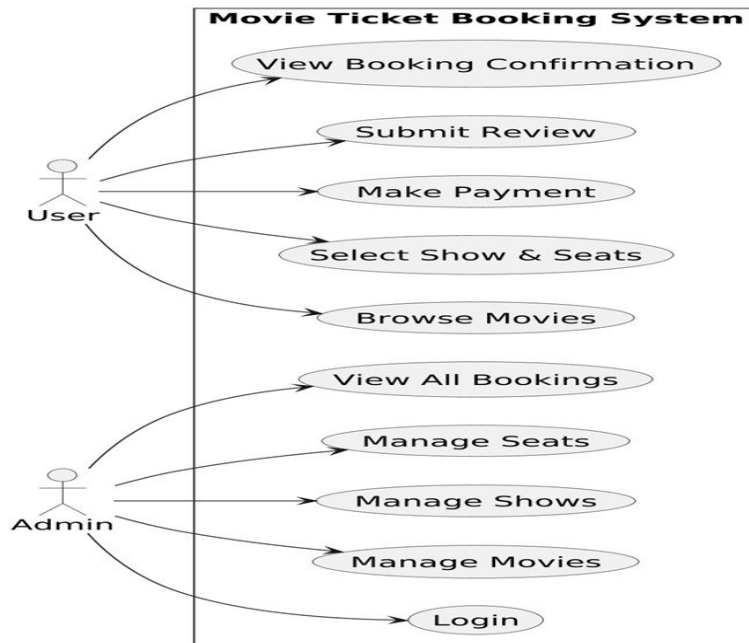 Movie Ticket Booking System
View Booking Confirmation
Submit Review
Make Payment
User
Select Show & Seats
Browse Movies
View All Bookings
Manage Seats
Manage Shows
Admin
Manage Movies
Login